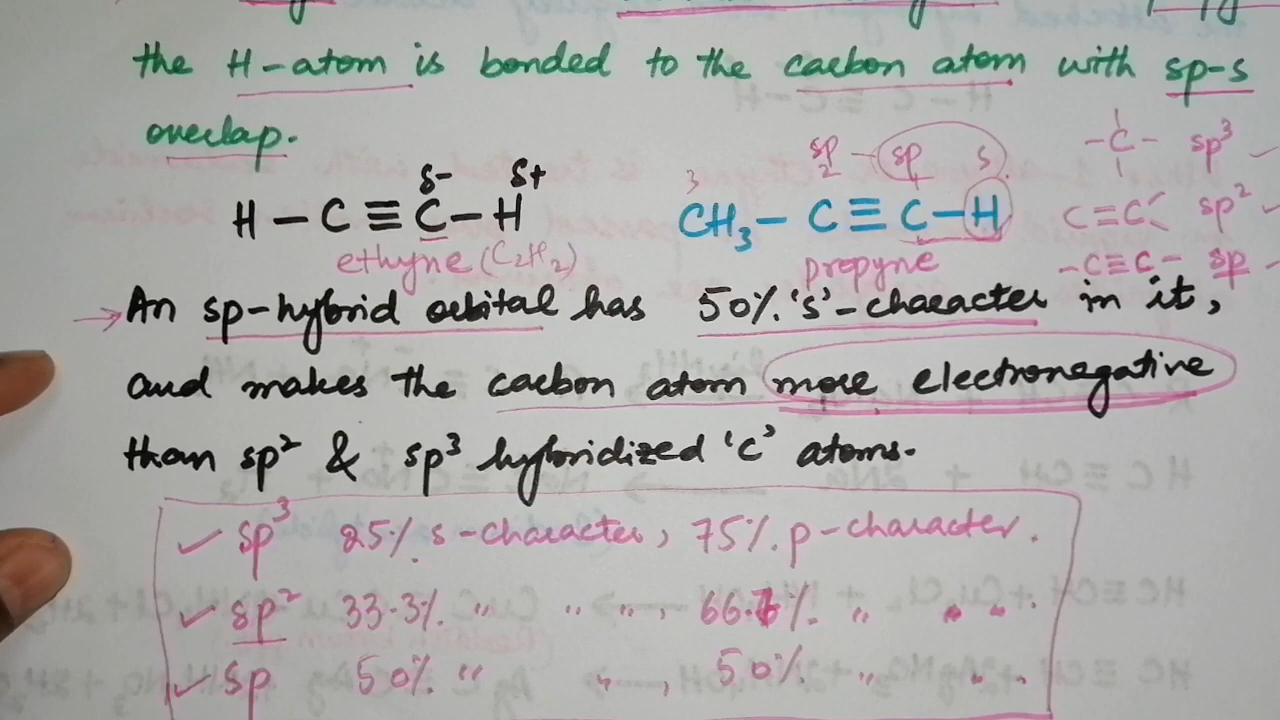 the H-atom is bonded to the carbon atom with sp-s
overlap.
sp sp s
2 1
-C- sp³
δ- δ+
H - C ≡ C - H
ethyne (C₂H₂)
3
CH₃ - C ≡ C - H
propyne
C=C sp²
-C≡C- sp
→ An sp-hybrid orbital has 50% 's'-character in it,
and makes the carbon atom more electronegative
than sp² & sp³ hybridized 'C' atoms.
✓ sp³ 25% s-character, 75% p-character.
✓ sp² 33.3% " " ", 66.7% " " ".
✓ sp 50% " ", 50% " ".